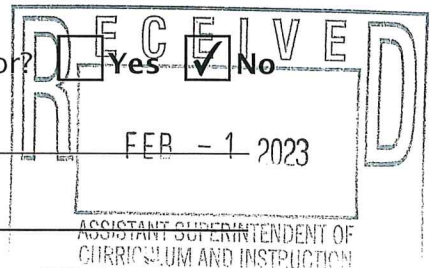 RECEIVED
or? Yes ✓ No
FEB - 1 2023
ASSISTANT SUPERINTENDENT OF
CURRICULUM AND INSTRUCTION